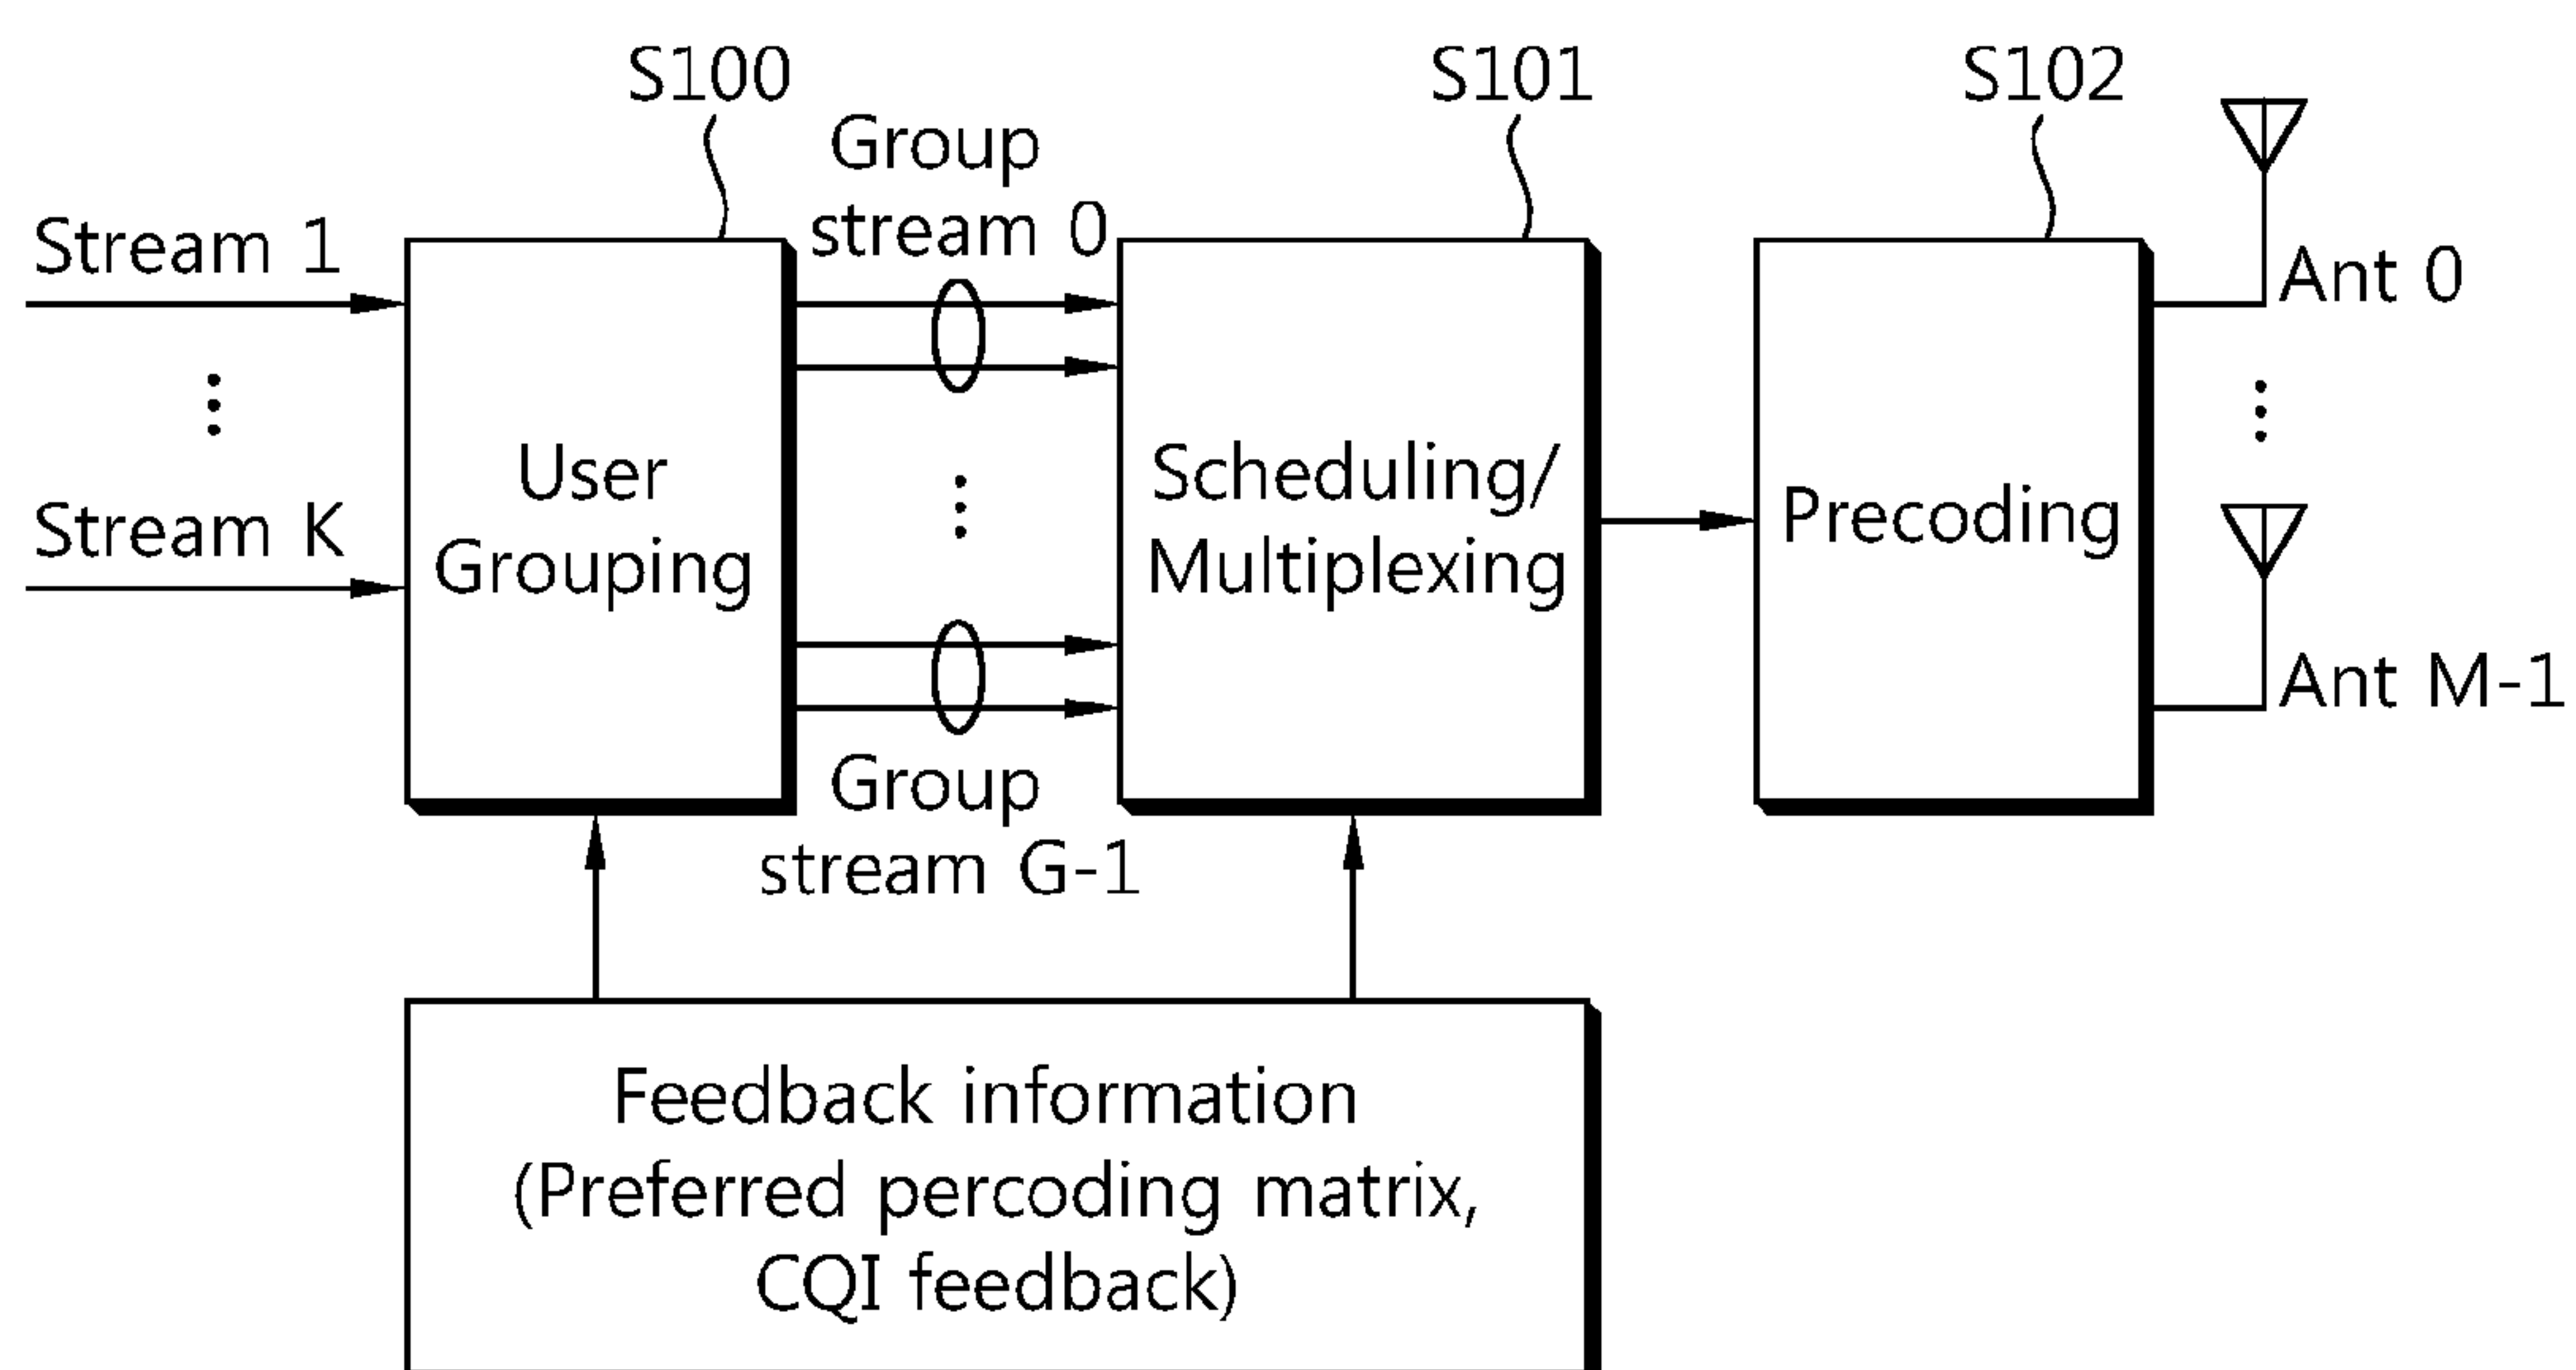 S100
S101
S102
Group
stream 0
Stream 1
Ant 0
User
Grouping
Scheduling/
Multiplexing
Precoding
Stream K
Ant M-1
Group
stream G-1
Feedback information
(Preferred percoding matrix,
CQI feedback)